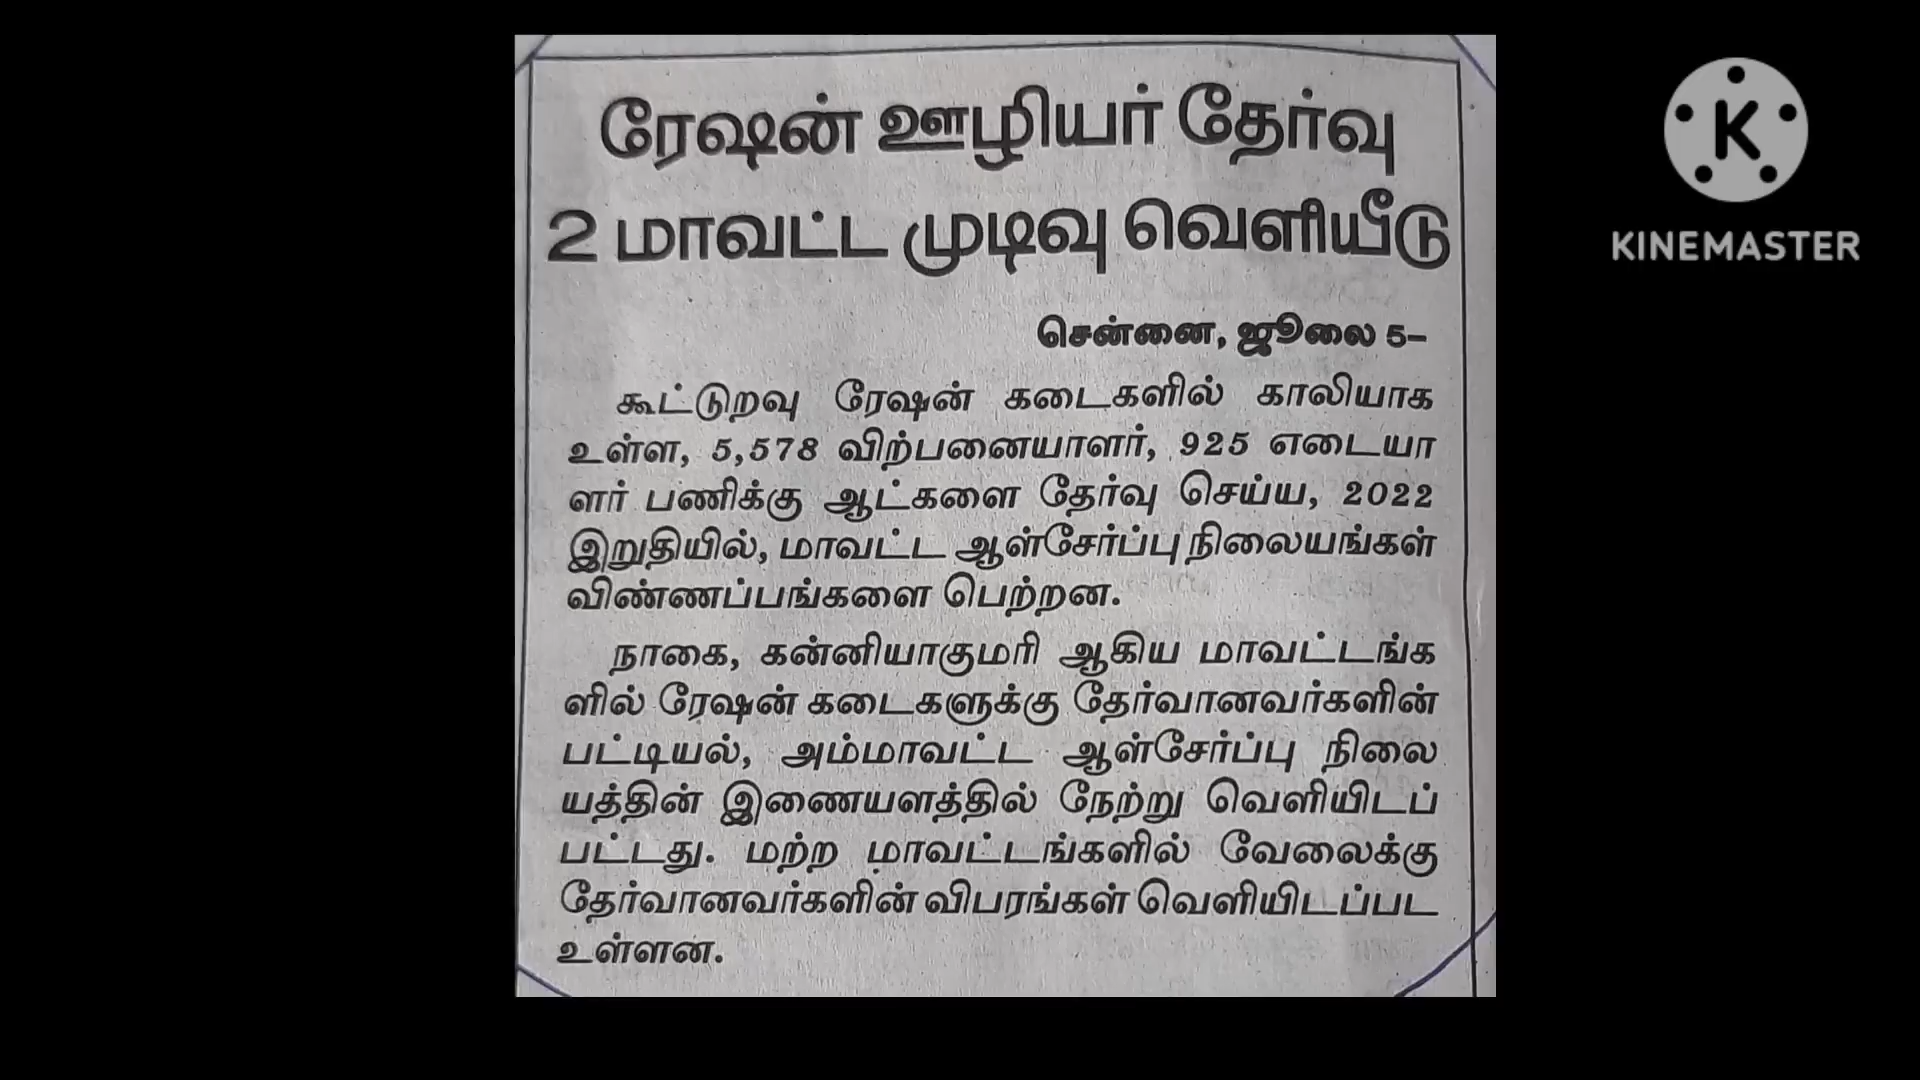 ரேஷன் ஊழியர் தேர்வு
2 மாவட்ட முடிவு வெளியீடு
சென்னை, ஜூலை 5–
கூட்டுறவு ரேஷன் கடைகளில் காலியாக
உள்ள, 5,578 விற்பனையாளர், 925 எடையா
ளர் பணிக்கு ஆட்களை தேர்வு செய்ய, 2022
இறுதியில், மாவட்ட ஆள்சேர்ப்பு நிலையங்கள்
விண்ணப்பங்களை பெற்றன.
நாகை, கன்னியாகுமரி ஆகிய மாவட்டங்க
ளில் ரேஷன் கடைகளுக்கு தேர்வானவர்களின்
பட்டியல், அம்மாவட்ட ஆள்சேர்ப்பு நிலை
யத்தின் இணையளத்தில் நேற்று வெளியிடப்
பட்டது. மற்ற மாவட்டங்களில் வேலைக்கு
தேர்வானவர்களின் விபரங்கள் வெளியிடப்பட
உள்ளன.
K
KINEMASTER